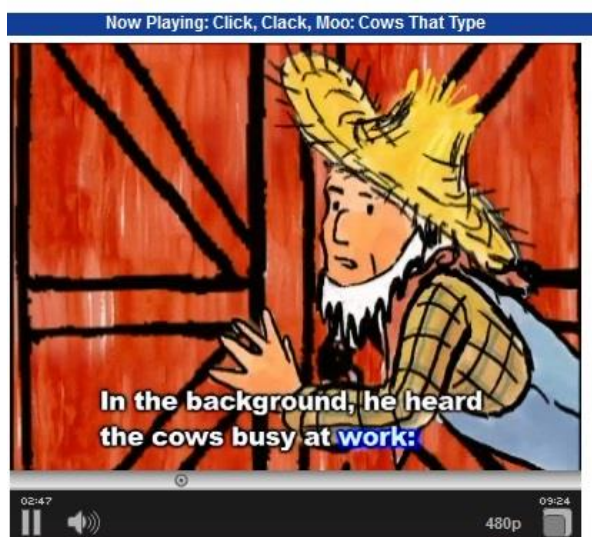 Now Playing: Click, Clack, Moo: Cows That Type
In the background, he heard
the cows busy at work:
02:47
09:24
480p